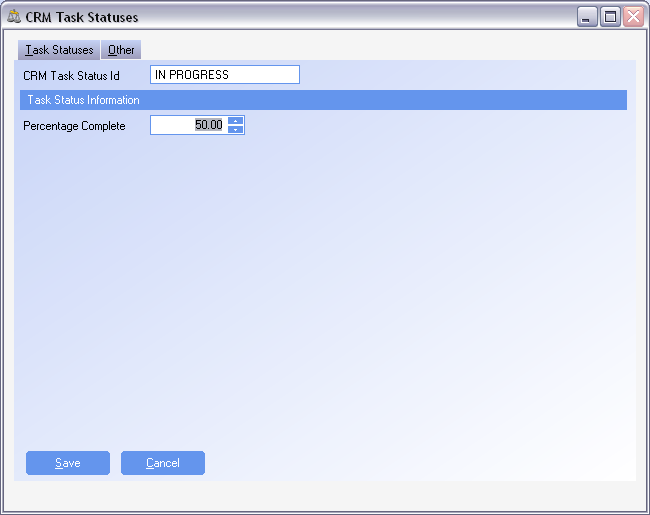 CRM Task Statuses
Task Statuses Other
CRM Task Status Id IN PROGRESS
Task Status Information
Percentage Complete 50.00
Save Cancel